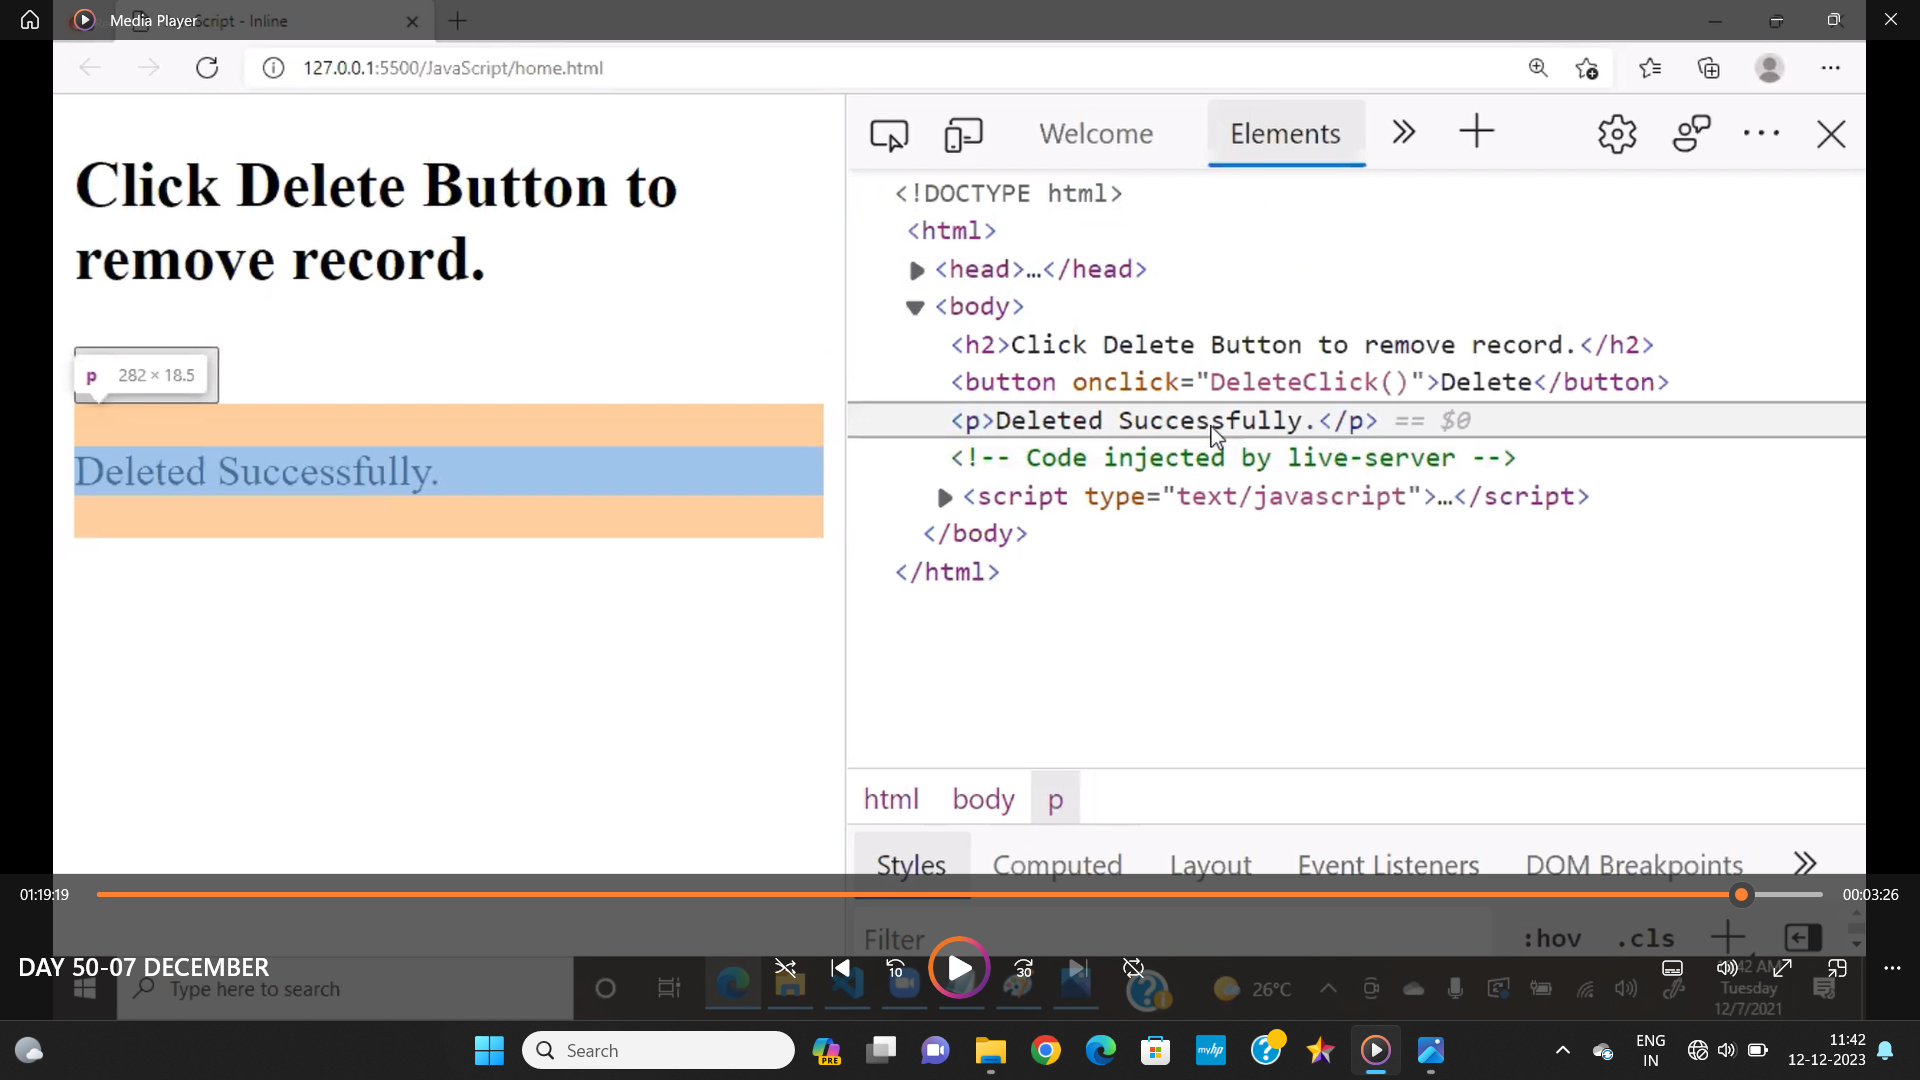 Media Player
Script - Inline
127.0.0.1:5500/JavaScript/home.html
Click Delete Button to
remove record.
p 282 × 18.5
Deleted Successfully.
Welcome
Elements
<!DOCTYPE html>
<html>
<head>…</head>
<body>
<h2>Click Delete Button to remove record.</h2>
<button onclick="DeleteClick()">Delete</button>
<p>Deleted Successfully.</p> == $0
<!-- Code injected by live-server -->
<script type="text/javascript">…</script>
</body>
</html>
html body p
Styles Computed Layout Event Listeners DOM Breakpoints
01:19:19
00:03:26
Filter
:hov .cls
DAY 50-07 DECEMBER
10
30
Type here to search
26°C
Tuesday
12/7/2021
Search
PRE
myhp
ENG
IN
11:42
12-12-2023